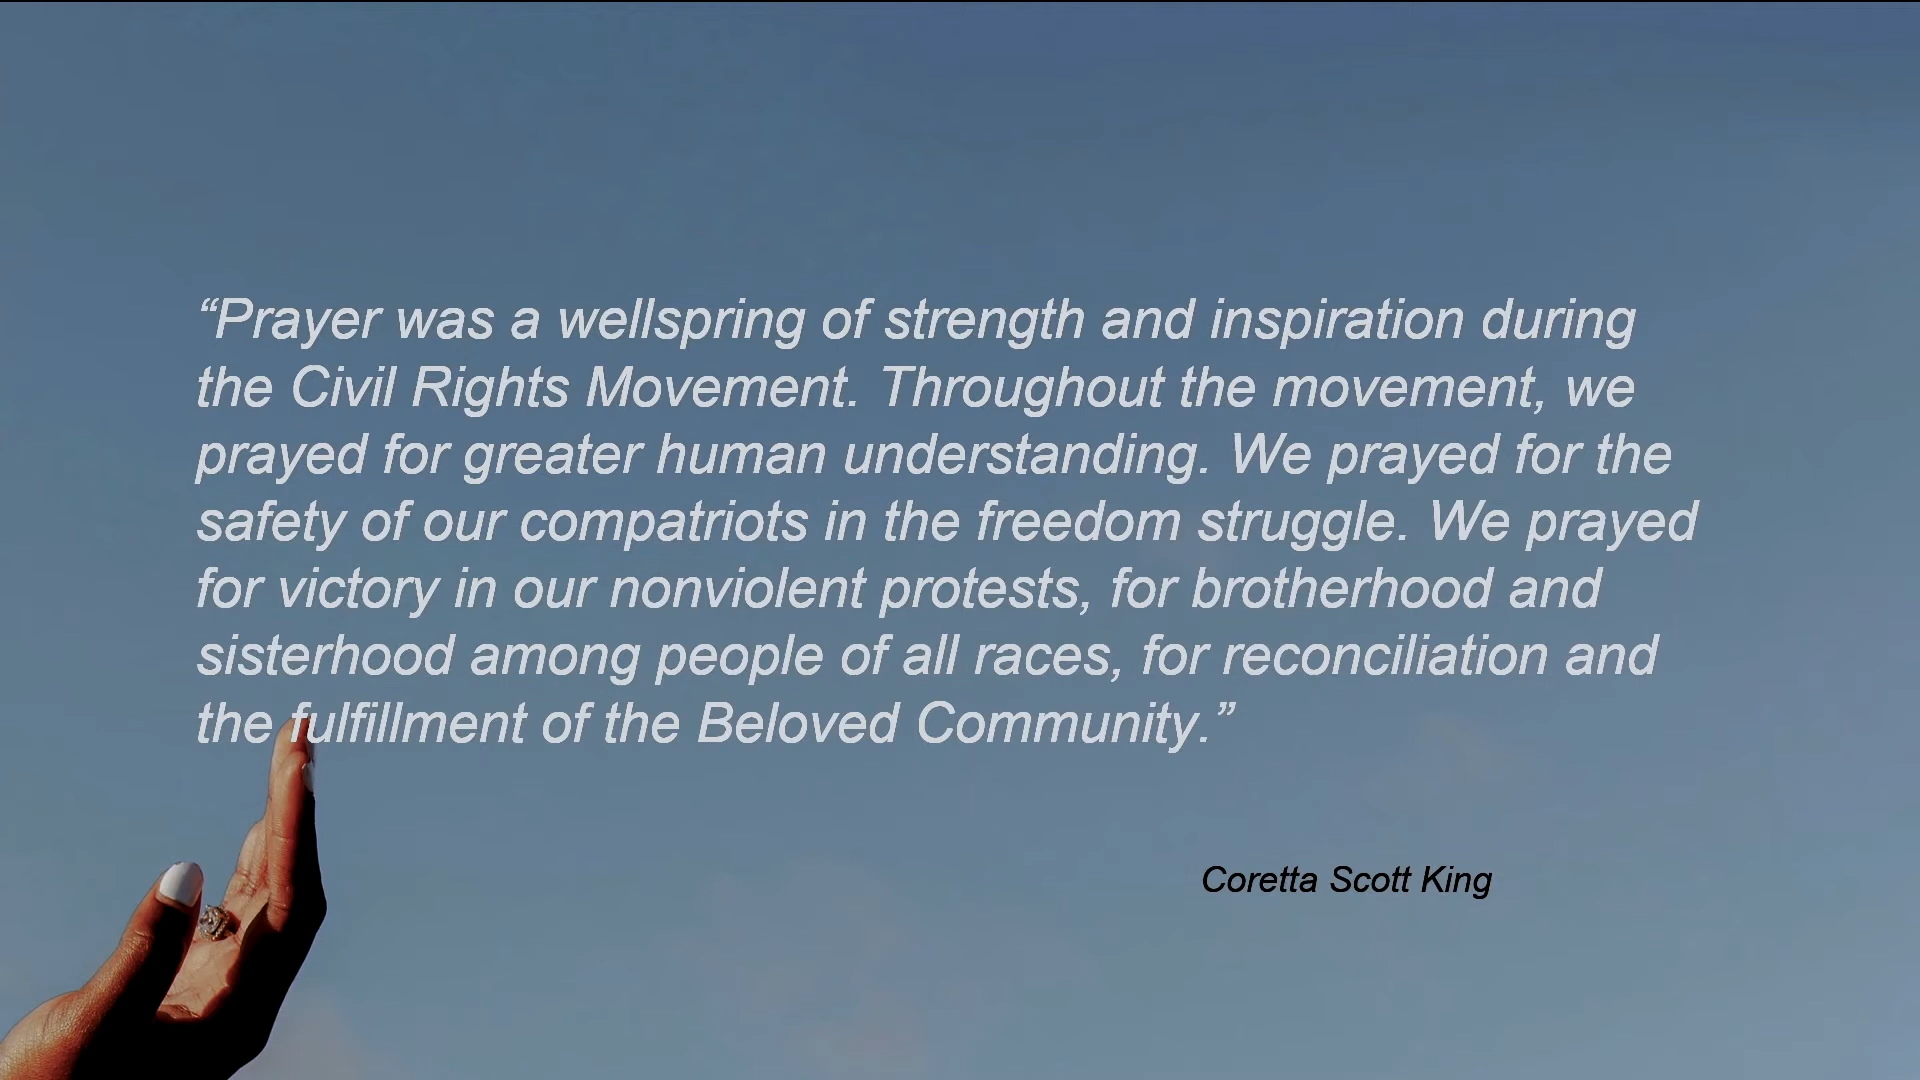 “Prayer was a wellspring of strength and inspiration during
the Civil Rights Movement. Throughout the movement, we
prayed for greater human understanding. We prayed for the
safety of our compatriots in the freedom struggle. We prayed
for victory in our nonviolent protests, for brotherhood and
sisterhood among people of all races, for reconciliation and
the fulfillment of the Beloved Community.”
Coretta Scott King